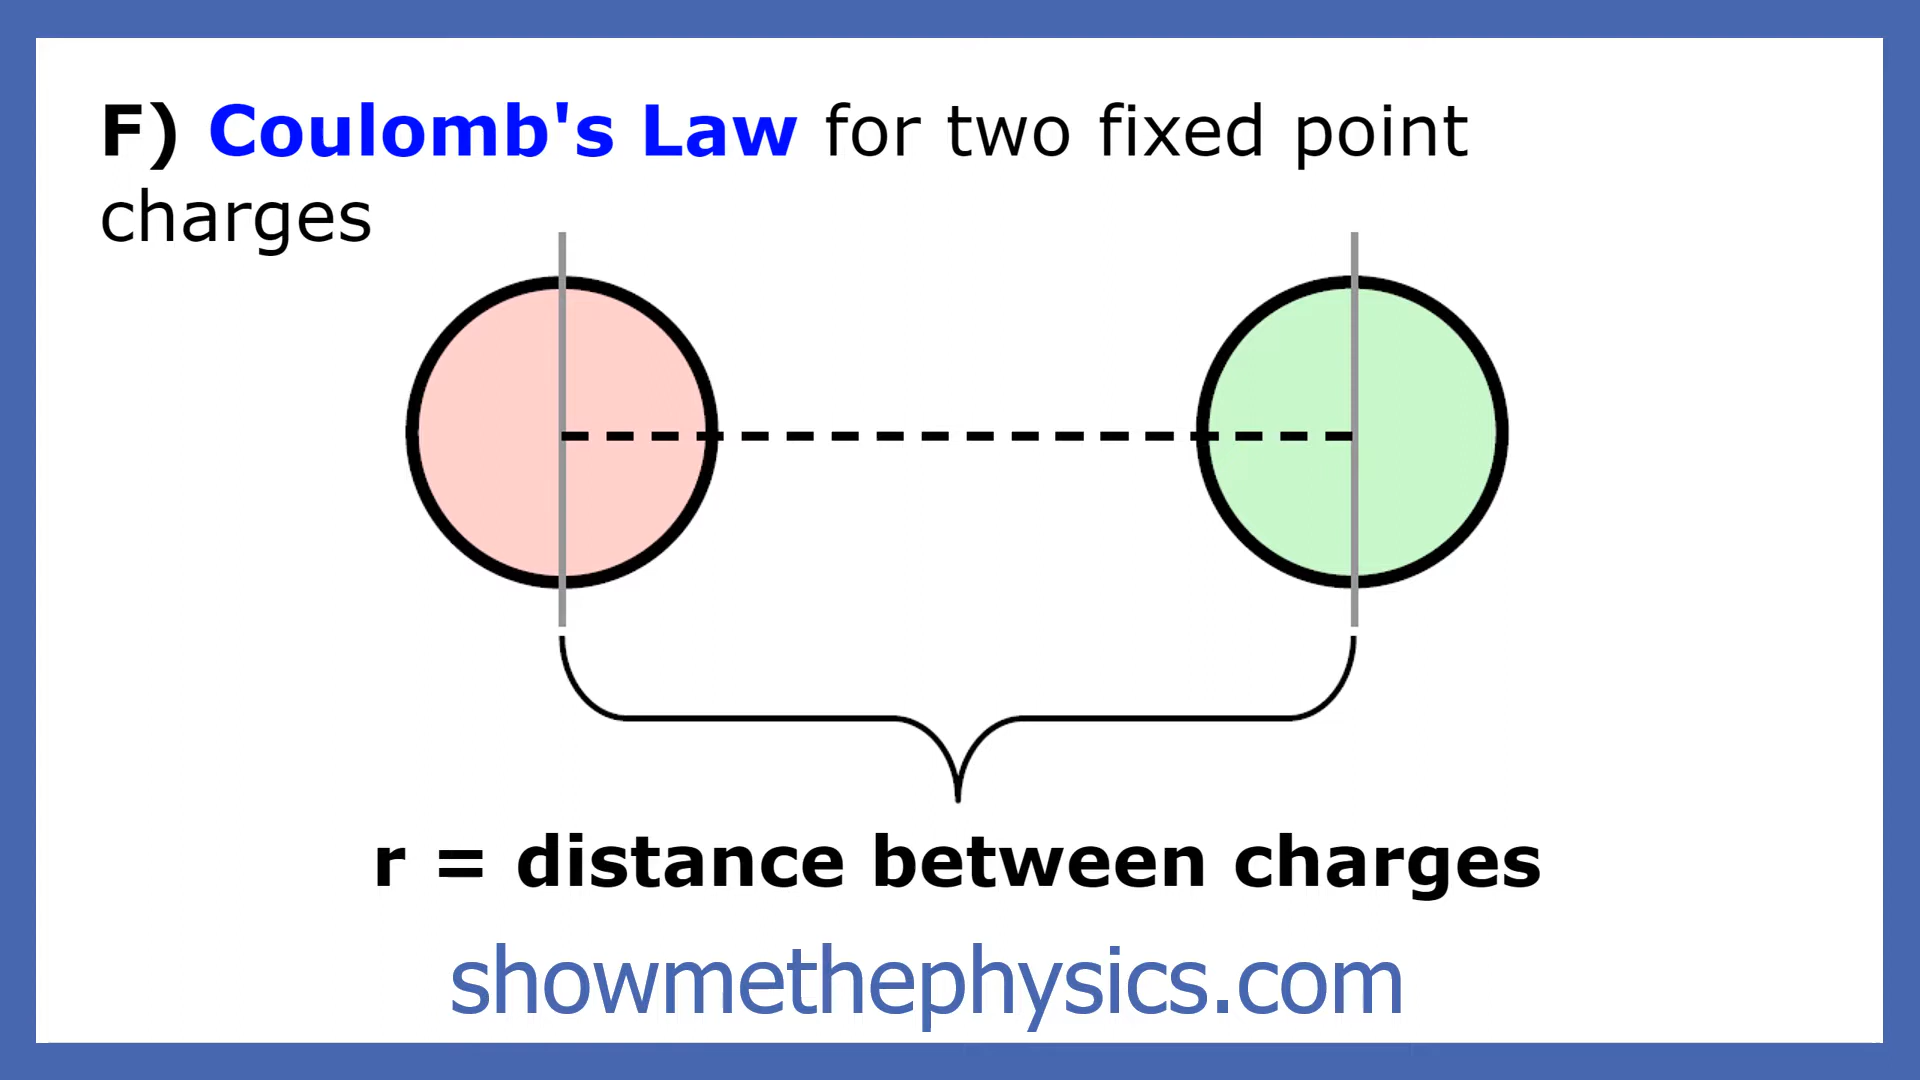 F) Coulomb's Law for two fixed point
charges
r = distance between charges
showmethephysics.com